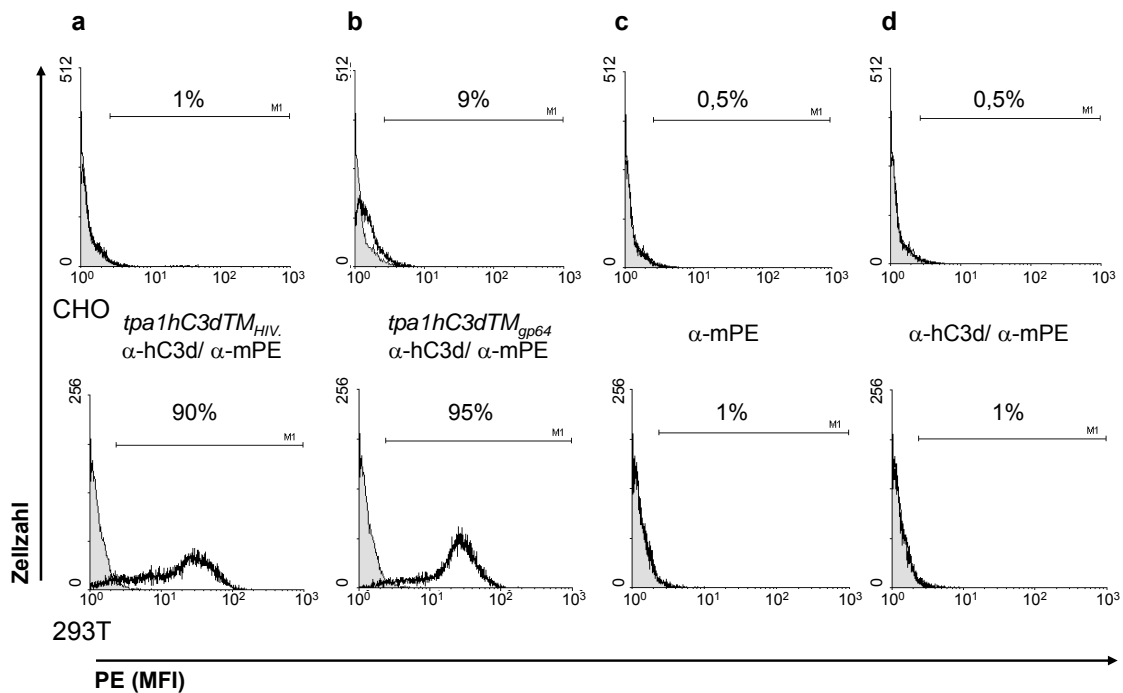 a b c d
512 512 512 512
1% 9% 0,5% 0,5%
M1 M1 M1 M1
0 0 0 0
10⁰ 10¹ 10² 10³ 10⁰ 10¹ 10² 10³ 10⁰ 10¹ 10² 10³ 10⁰ 10¹ 10² 10³
CHO
tpa1hC3dTM_HIV. tpa1hC3dTM_gp64
α-hC3d/ α-mPE α-hC3d/ α-mPE α-mPE α-hC3d/ α-mPE
256 256 256 256
90% 95% 1% 1%
M1 M1 M1 M1
0 0 0 0
10⁰ 10¹ 10² 10³ 10⁰ 10¹ 10² 10³ 10⁰ 10¹ 10² 10³ 10⁰ 10¹ 10² 10³
Zellzahl
293T
PE (MFI)